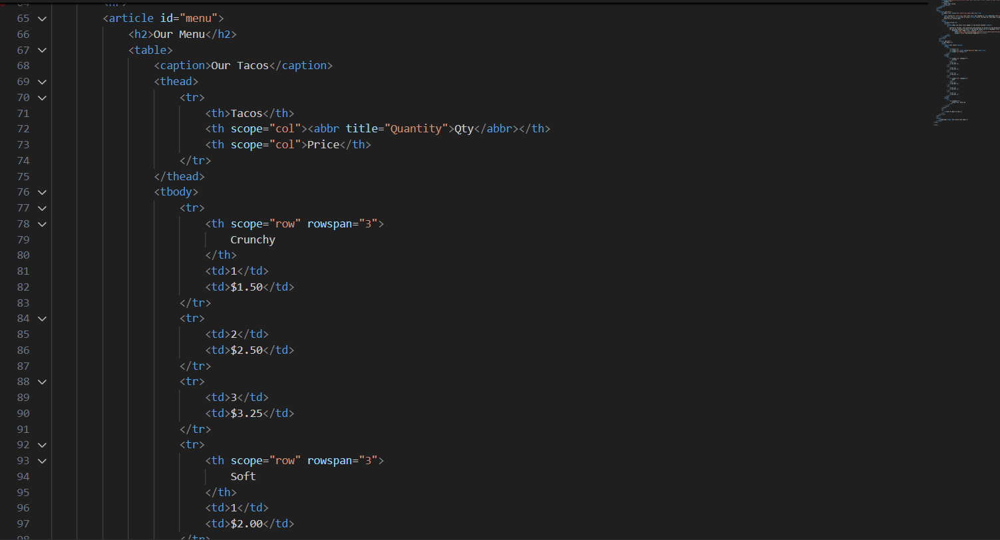 64 <hr>
65 <article id="menu">
66 <h2>Our Menu</h2>
67 <table>
68 <caption>Our Tacos</caption>
69 <thead>
70 <tr>
71 <th>Tacos</th>
72 <th scope="col"><abbr title="Quantity">Qty</abbr></th>
73 <th scope="col">Price</th>
74 </tr>
75 </thead>
76 <tbody>
77 <tr>
78 <th scope="row" rowspan="3">
79 Crunchy
80 </th>
81 <td>1</td>
82 <td>$1.50</td>
83 </tr>
84 <tr>
85 <td>2</td>
86 <td>$2.50</td>
87 </tr>
88 <tr>
89 <td>3</td>
90 <td>$3.25</td>
91 </tr>
92 <tr>
93 <th scope="row" rowspan="3">
94 Soft
95 </th>
96 <td>1</td>
97 <td>$2.00</td>
98 </tr>